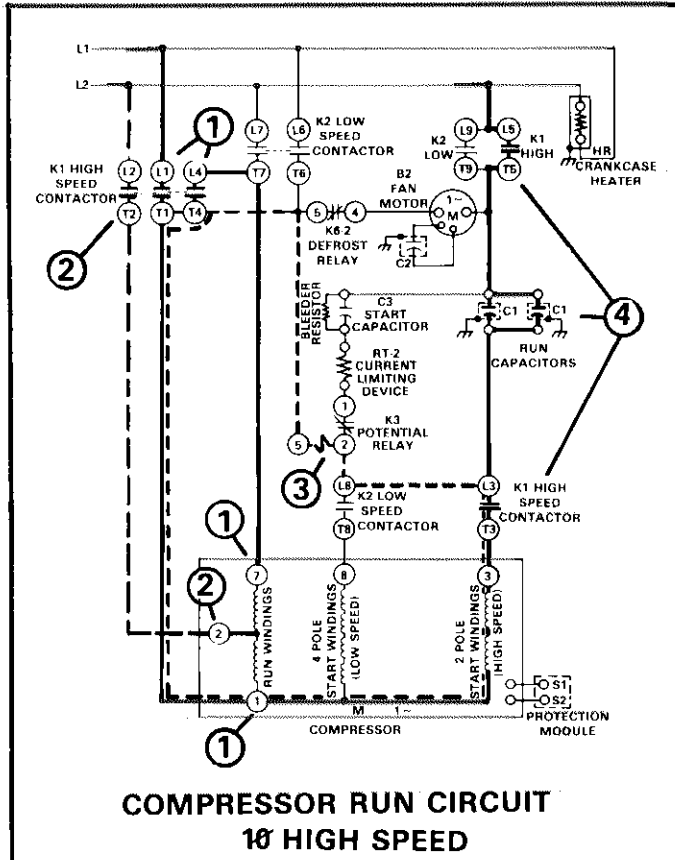 L1
L2
1
L7
L6
K2 LOW
SPEED
CONTACTOR
L9
L5
K2
LOW
K1
HIGH
HR
CRANKCASE
HEATER
K1 HIGH
SPEED
CONTACTOR
L2
L1
L4
T7
T6
T9
T5
B2
FAN
MOTOR
T2
T1
T4
5
4
1~
M
K6-2
DEFROST
RELAY
C2
2
BLEEDER
RESISTOR
C3
START
CAPACITOR
C1
C1
4
RUN
CAPACITORS
RT-2
CURRENT
LIMITING
DEVICE
1
K3
POTENTIAL
RELAY
5
2
3
L8
L3
K1 HIGH
SPEED
CONTACTOR
K2 LOW
SPEED
CONTACTOR
T8
T3
1
7
8
3
2
2
RUN WINDINGS
4 POLE
START WINDINGS
(LOW SPEED)
2 POLE
START WINDINGS
(HIGH SPEED)
S1
S2
PROTECTION
MODULE
1
M 1~
1
COMPRESSOR
COMPRESSOR RUN CIRCUIT
1Ø HIGH SPEED